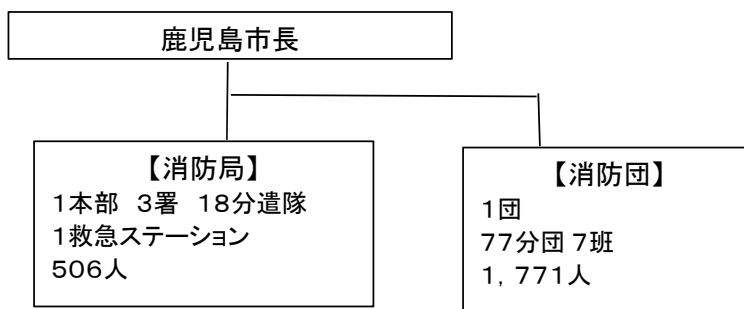 鹿児島市長
【消防局】
1本部 3署 18分遣隊
1救急ステーション
506人
【消防団】
1団
77分団 7班
1，771人